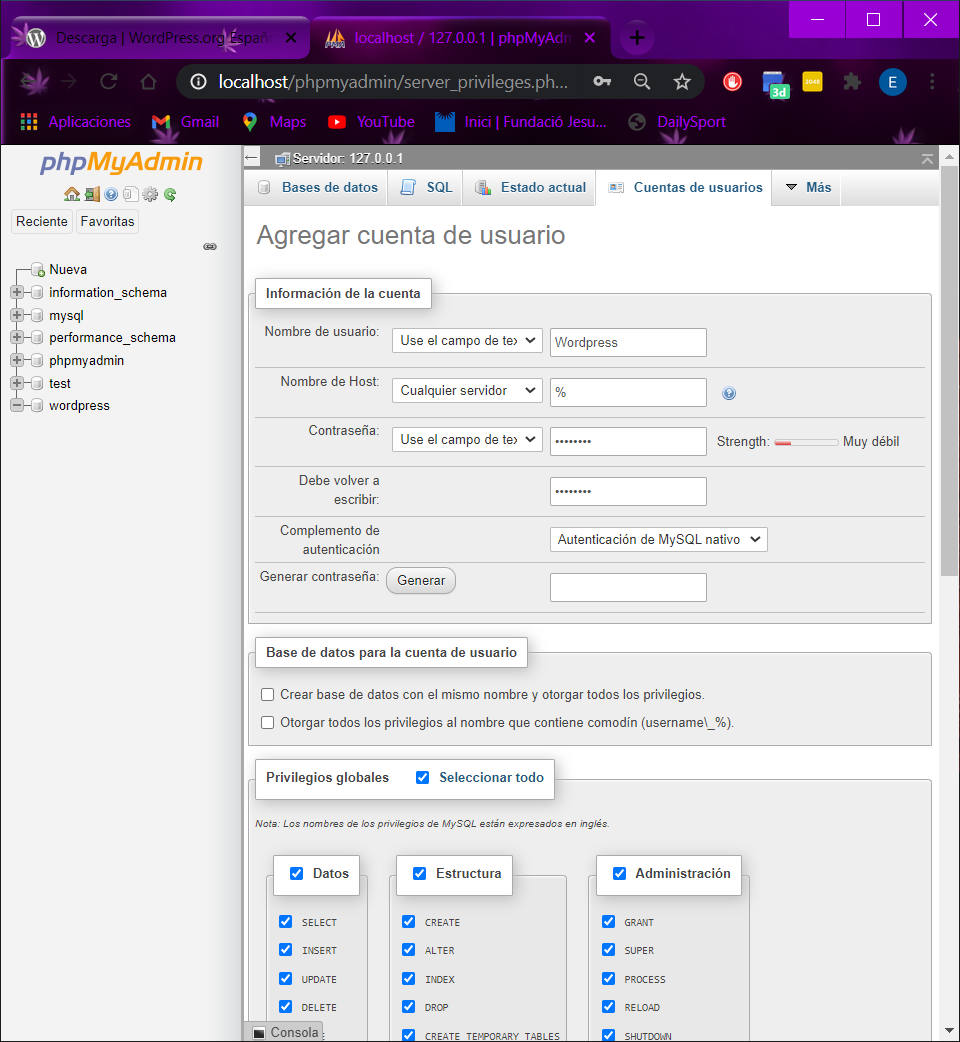 Descarga | WordPress.org Españ
localhost / 127.0.0.1 | phpMyAdm
localhost/phpmyadmin/server_privileges.ph...
3d
2048
E
Aplicaciones
Gmail
Maps
YouTube
Inici | Fundació Jesu...
DailySport
phpMyAdmin
Reciente
Favoritas
Nueva
information_schema
mysql
performance_schema
phpmyadmin
test
wordpress
Servidor: 127.0.0.1
Bases de datos
SQL
Estado actual
Cuentas de usuarios
Más
Agregar cuenta de usuario
Información de la cuenta
Nombre de usuario:
Use el campo de tex
Wordpress
Nombre de Host:
Cualquier servidor
%
Contraseña:
Use el campo de tex
••••••••
Strength:
Muy débil
Debe volver a
escribir:
••••••••
Complemento de
autenticación
Autenticación de MySQL nativo
Generar contraseña:
Generar
Base de datos para la cuenta de usuario
Crear base de datos con el mismo nombre y otorgar todos los privilegios.
Otorgar todos los privilegios al nombre que contiene comodín (username\_%).
Privilegios globales
Seleccionar todo
Nota: Los nombres de los privilegios de MySQL están expresados en inglés.
Datos
Estructura
Administración
SELECT
CREATE
GRANT
INSERT
ALTER
SUPER
UPDATE
INDEX
PROCESS
DELETE
DROP
RELOAD
CREATE TEMPORARY TABLES
SHUTDOWN
Consola